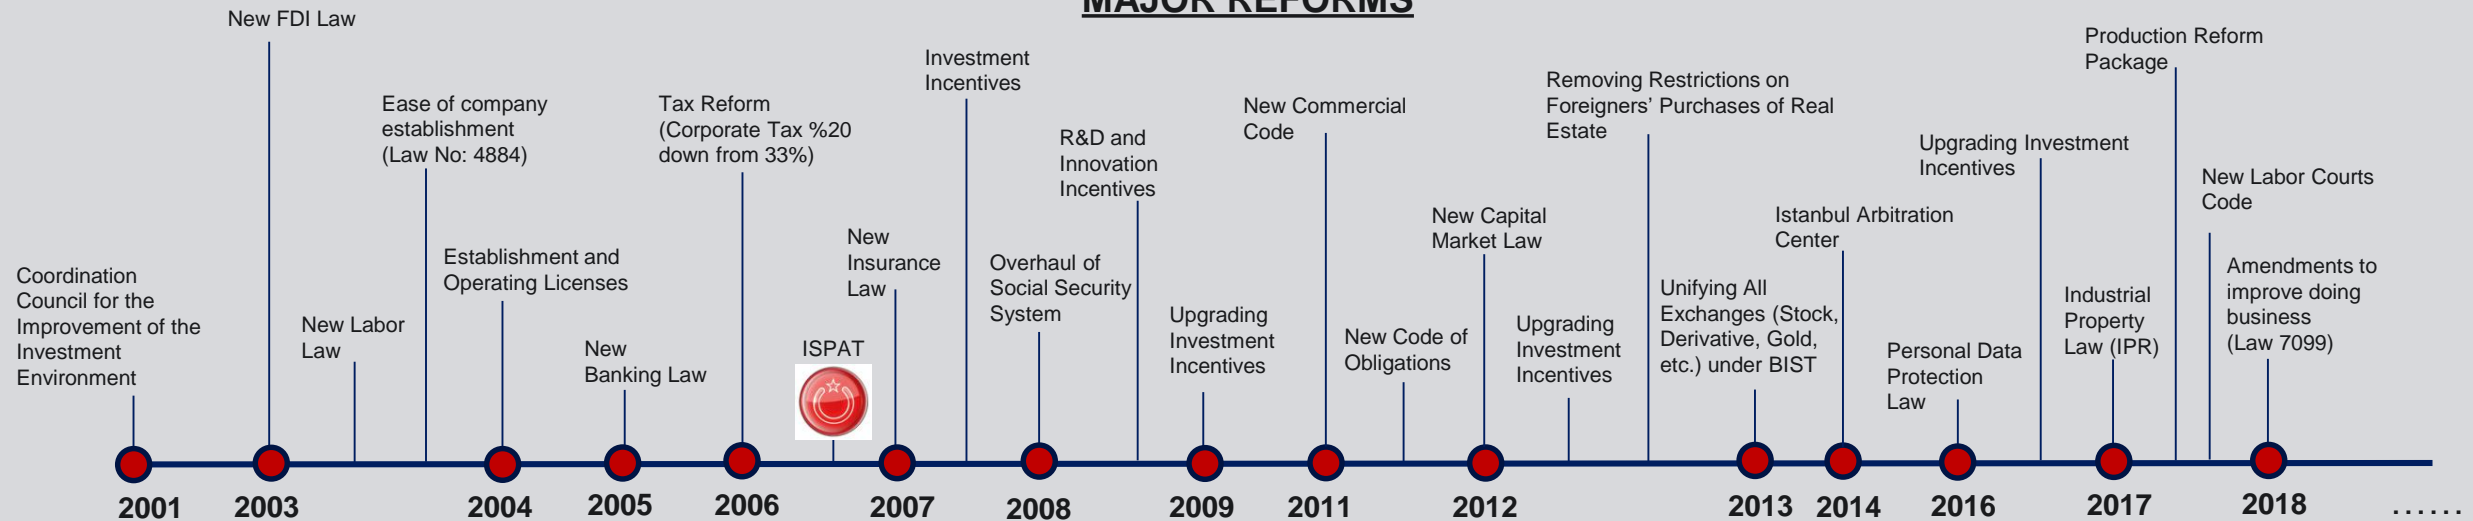 MAJOR REFORMS
New FDI Law
Production Reform
Package
Investment
Incentives
Removing Restrictions on
Foreigners’ Purchases of Real
Estate
Ease of company
establishment
(Law No: 4884)
Tax Reform
(Corporate Tax %20
down from 33%)
New Commercial
Code
R&D and
Innovation
Incentives
Upgrading Investment
Incentives
New Labor Courts
Code
New Capital
Market Law
Istanbul Arbitration
Center
New
Insurance
Law
Establishment and
Operating Licenses
Overhaul of
Social Security
System
Amendments to
improve doing
business
(Law 7099)
Coordination
Council for the
Improvement of the
Investment
Environment
Unifying All
Exchanges (Stock,
Derivative, Gold,
etc.) under BIST
Industrial
Property
Law (IPR)
New Labor
Law
Upgrading
Investment
Incentives
New Code of
Obligations
Upgrading
Investment
Incentives
New
Banking Law
ISPAT
Personal Data
Protection
Law
2001 2003 2004 2005 2006 2007 2008 2009 2011 2012 2013 2014 2016 2017 2018 ......